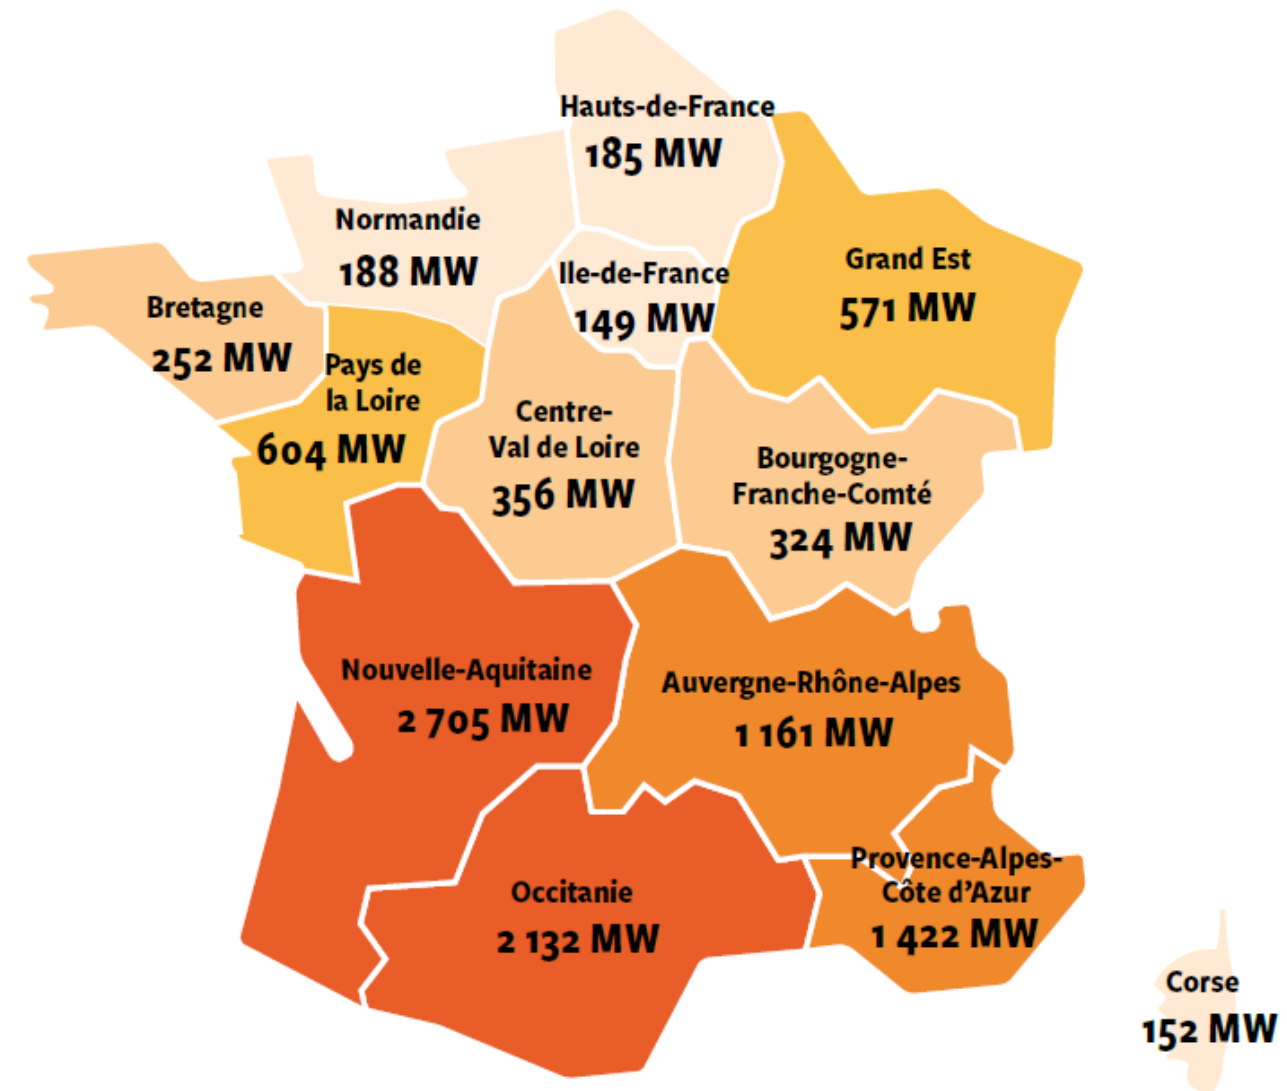 Hauts-de-France
185 MW
Normandie
188 MW
Ile-de-France
149 MW
Grand Est
571 MW
Bretagne
252 MW
Pays de
la Loire
604 MW
Centre-
Val de Loire
356 MW
Bourgogne-
Franche-Comté
324 MW
Nouvelle-Aquitaine
2 705 MW
Auvergne-Rhône-Alpes
1 161 MW
Occitanie
2 132 MW
Provence-Alpes-
Côte d'Azur
1 422 MW
Corse
152 MW